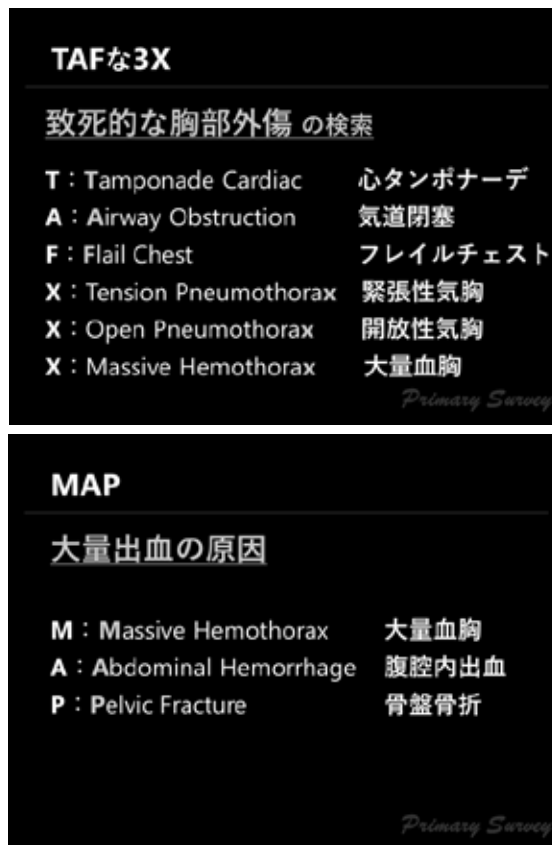 TAFな3X
致死的な胸部外傷 の検索
T：Tamponade Cardiac 心タンポナーデ
A：Airway Obstruction 気道閉塞
F：Flail Chest フレイルチェスト
X：Tension Pneumothorax 緊張性気胸
X：Open Pneumothorax 開放性気胸
X：Massive Hemothorax 大量血胸
Primary Survey
MAP
大量出血の原因
M：Massive Hemothorax 大量血胸
A：Abdominal Hemorrhage 腹腔内出血
P：Pelvic Fracture 骨盤骨折
Primary Survey